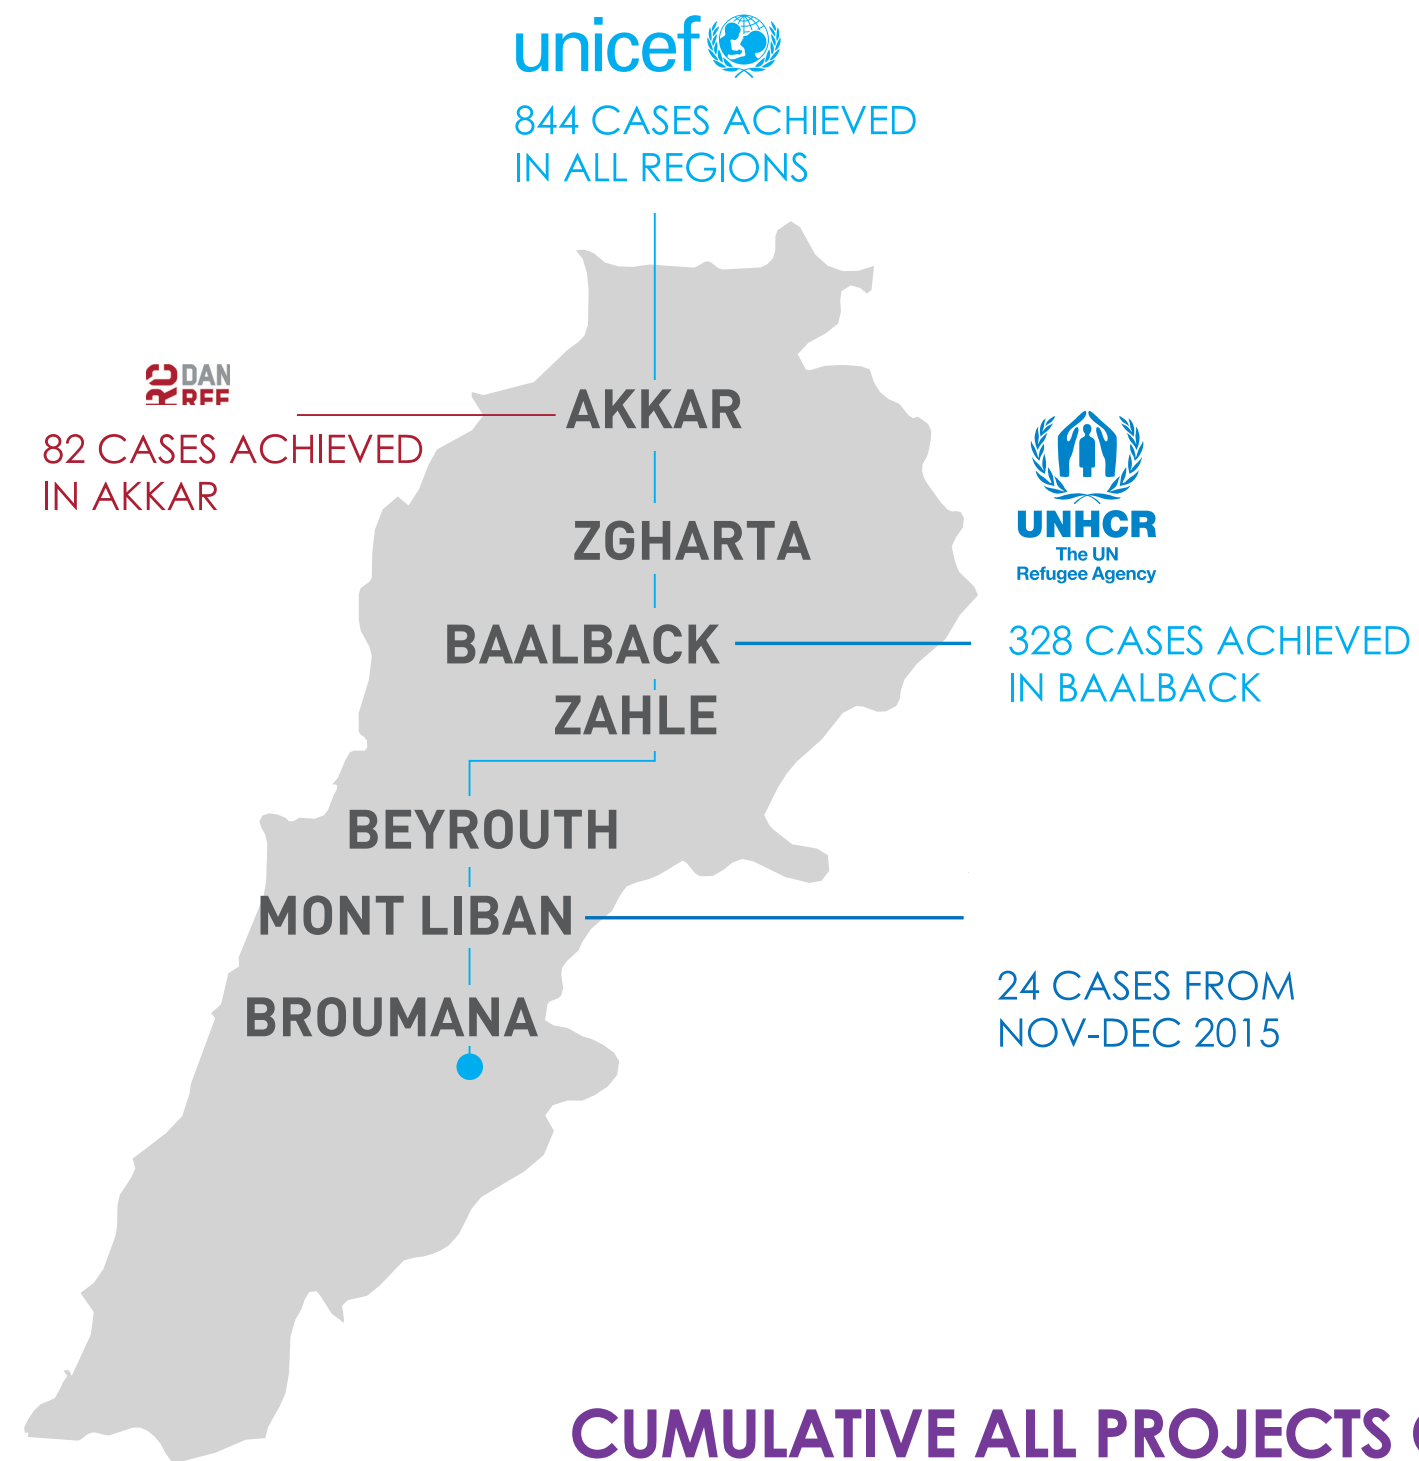 unicef
844 CASES ACHIEVED
IN ALL REGIONS
DAN
82 CASES ACHIEVED
IN AKKAR
AKKAR
ZGHARTA
BAALBACK
ZAHLE
BEYROUTH
MONT LIBAN
BROUMANA
UNHCR
The UN
Refugee Agency
328 CASES ACHIEVED
IN BAALBACK
24 CASES FROM
NOV-DEC 2015
CUMULATIVE ALL PROJECTS